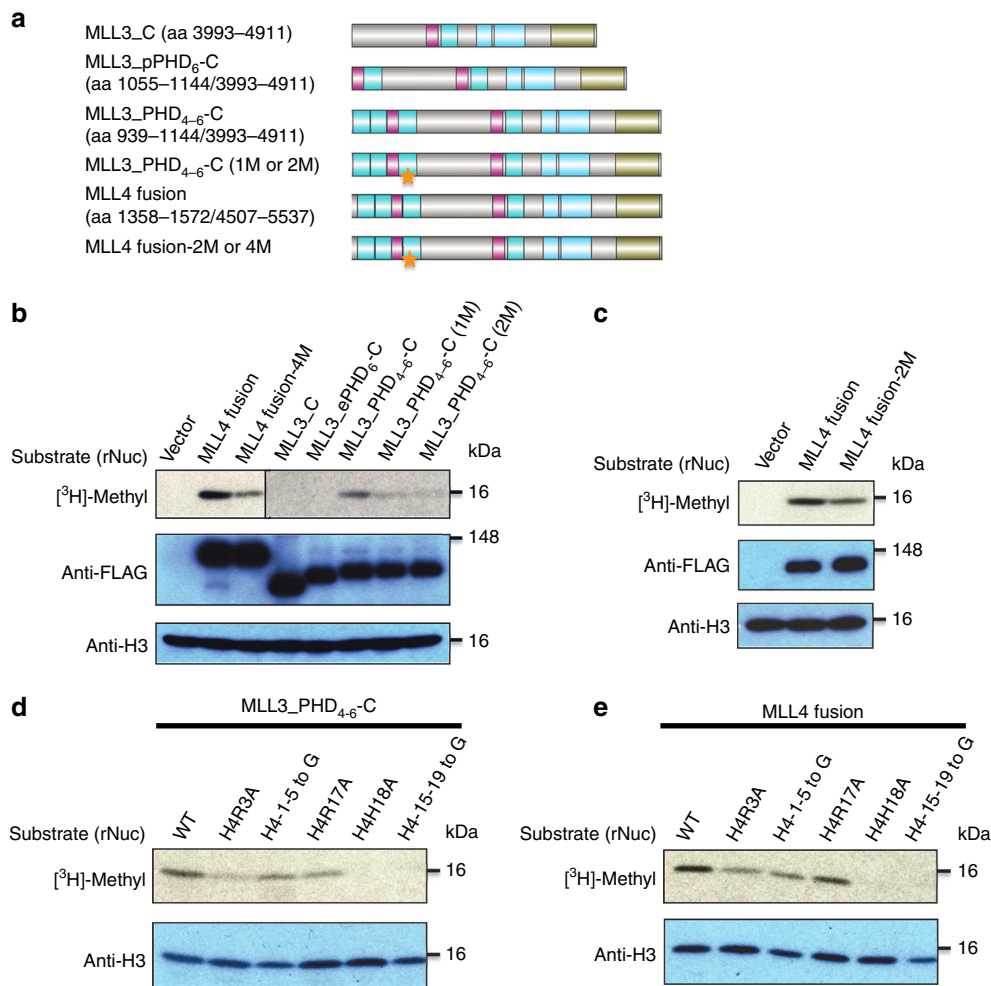 a
MLL3_C (aa 3993–4911)
MLL3_pPHD₆-C
(aa 1055–1144/3993–4911)
MLL3_PHD₄₋₆-C
(aa 939–1144/3993–4911)
MLL3_PHD₄₋₆-C (1M or 2M)
MLL4 fusion
(aa 1358–1572/4507–5537)
MLL4 fusion-2M or 4M
b
Vector
MLL4 fusion
MLL4 fusion-4M
MLL3_C
MLL3_ePHD₆-C
MLL3_PHD₄₋₆-C
MLL3_PHD₄₋₆-C (1M)
MLL3_PHD₄₋₆-C (2M)
Substrate (rNuc)
kDa
[³H]-Methyl
16
148
Anti-FLAG
Anti-H3
16
c
Vector
MLL4 fusion
MLL4 fusion-2M
Substrate (rNuc)
kDa
[³H]-Methyl
16
148
Anti-FLAG
Anti-H3
16
d
MLL3_PHD₄₋₆-C
WT
H4R3A
H4-1-5 to G
H4R17A
H4H18A
H4-15-19 to G
Substrate (rNuc)
kDa
[³H]-Methyl
16
Anti-H3
16
e
MLL4 fusion
WT
H4R3A
H4-1-5 to G
H4R17A
H4H18A
H4-15-19 to G
Substrate (rNuc)
kDa
[³H]-Methyl
16
Anti-H3
16